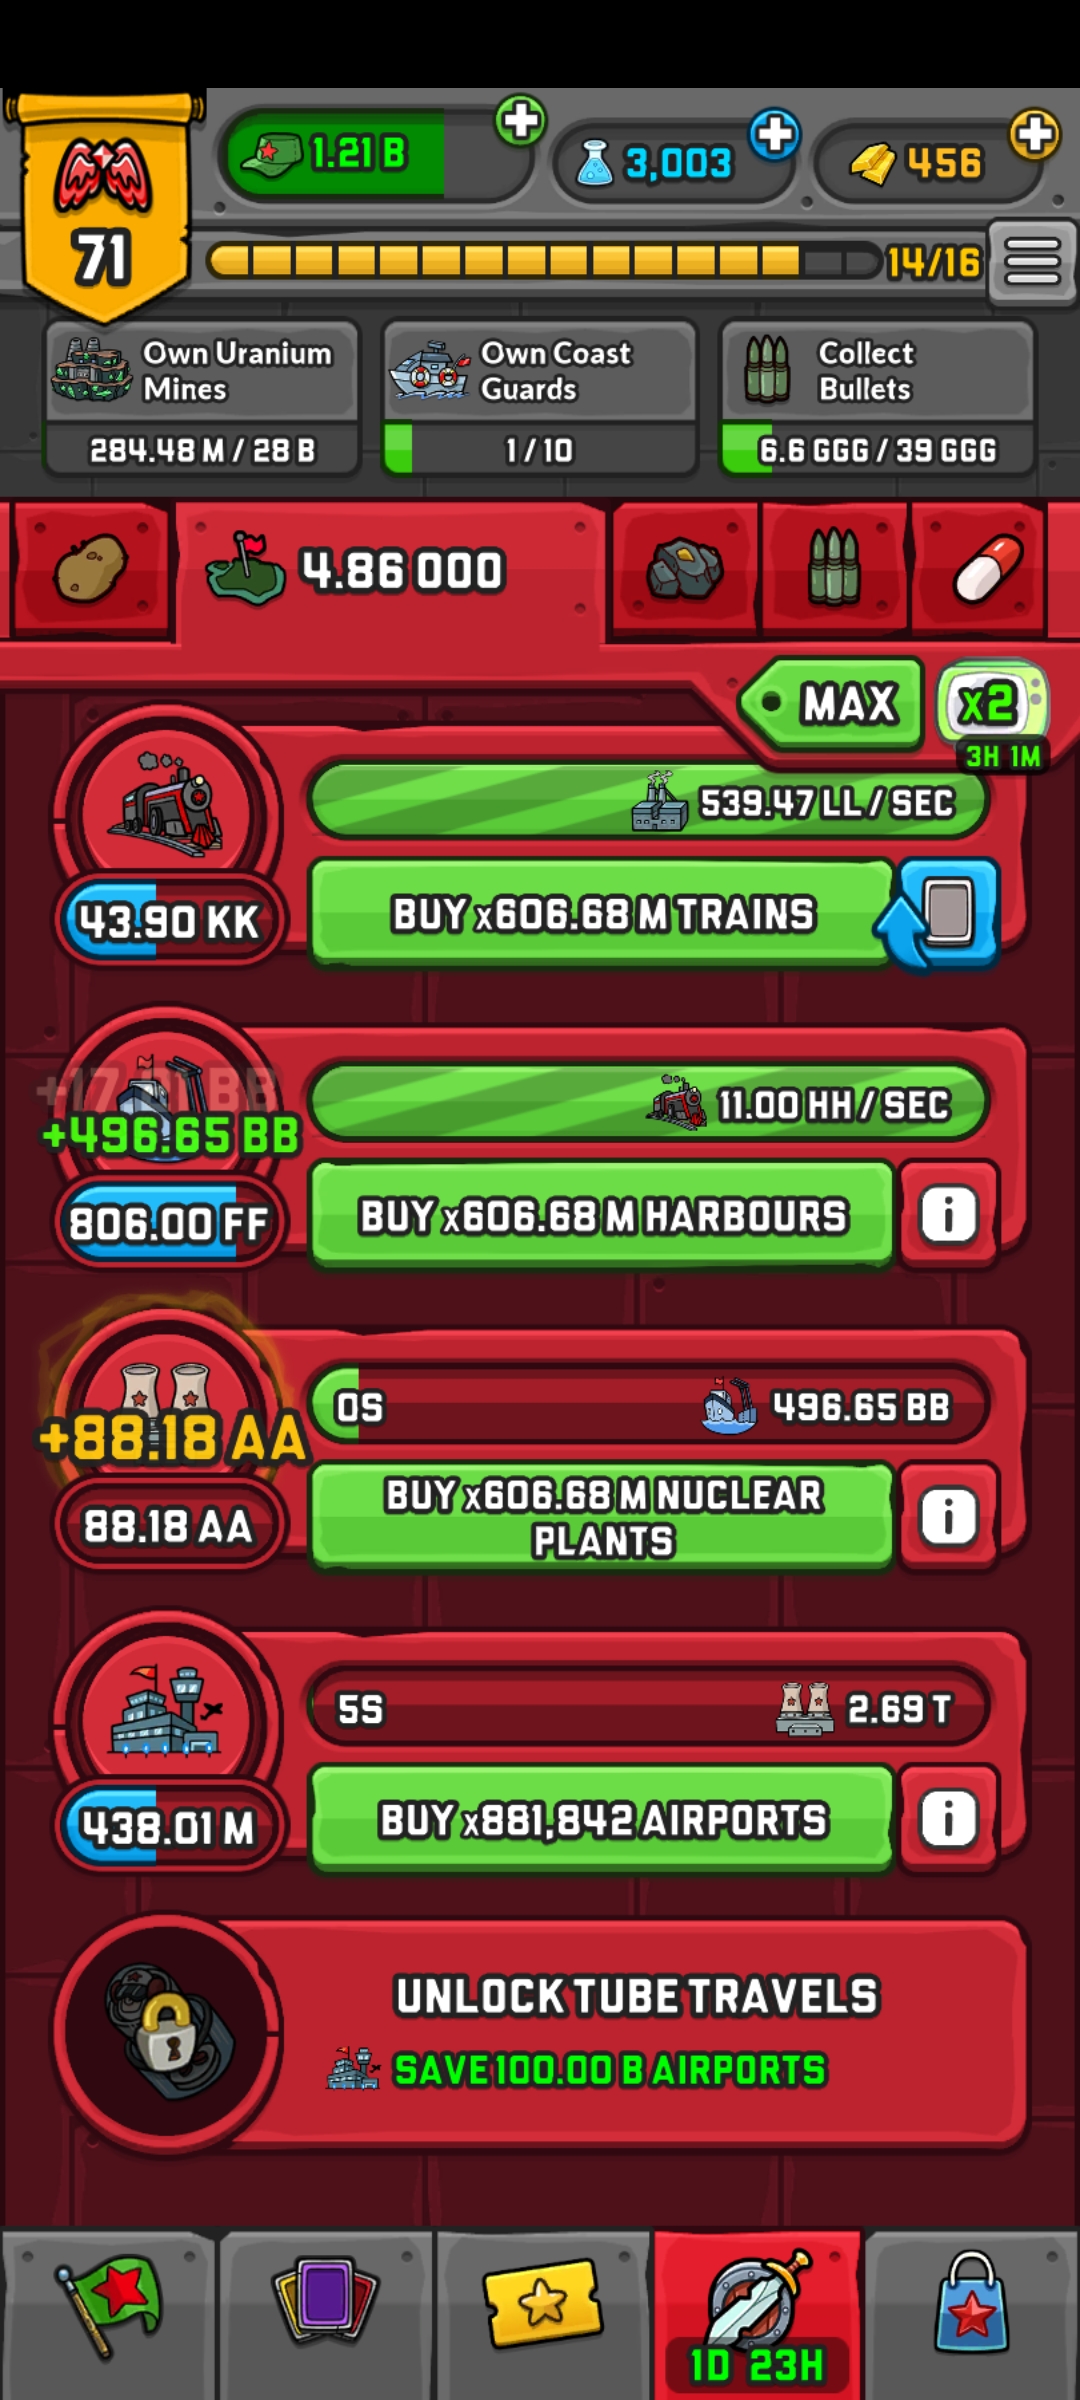 1.21 B
3,003
456
71
14/16
Own Uranium
Mines
284.48 M / 28 B
Own Coast
Guards
1 / 10
Collect
Bullets
6.6 GGG / 39 GGG
4.86 000
MAX
x2
3H 1M
539.47 LL / SEC
43.90 KK
BUY x606.68 M TRAINS
+496.65 BB
11.00 HH / SEC
806.00 FF
BUY x606.68 M HARBOURS
i
+88.18 AA
0S
496.65 BB
88.18 AA
BUY x606.68 M NUCLEAR
PLANTS
i
5S
2.69 T
438.01 M
BUY x881,842 AIRPORTS
i
UNLOCK TUBE TRAVELS
SAVE 100.00 B AIRPORTS
1D 23H